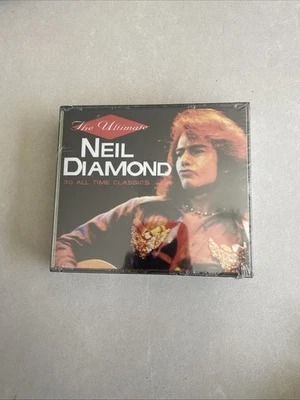 The Ultimate
NEIL
DIAMOND
30 ALL TIME CLASSICS